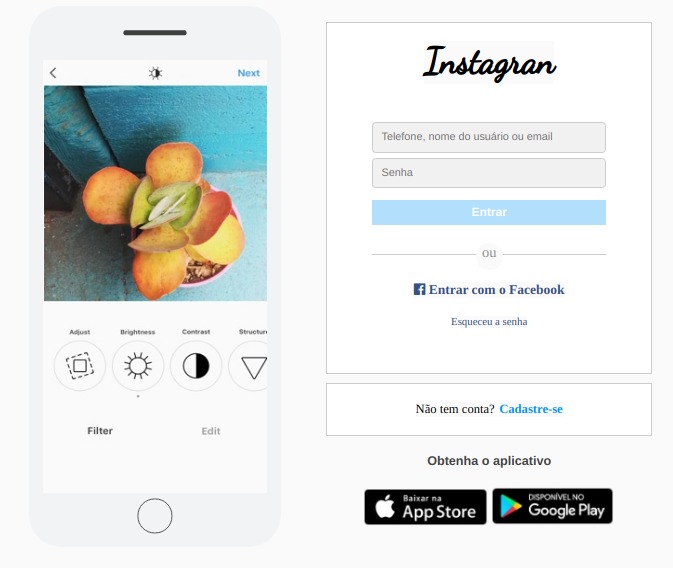 Next
Adjust
Brightness
Contrast
Structur
Filter
Edit
Instagran
Telefone, nome do usuário ou email
Senha
Entrar
ou
Entrar com o Facebook
Esqueceu a senha
Não tem conta? Cadastre-se
Obtenha o aplicativo
Baixar na
App Store
DISPONÍVEL NO
Google Play